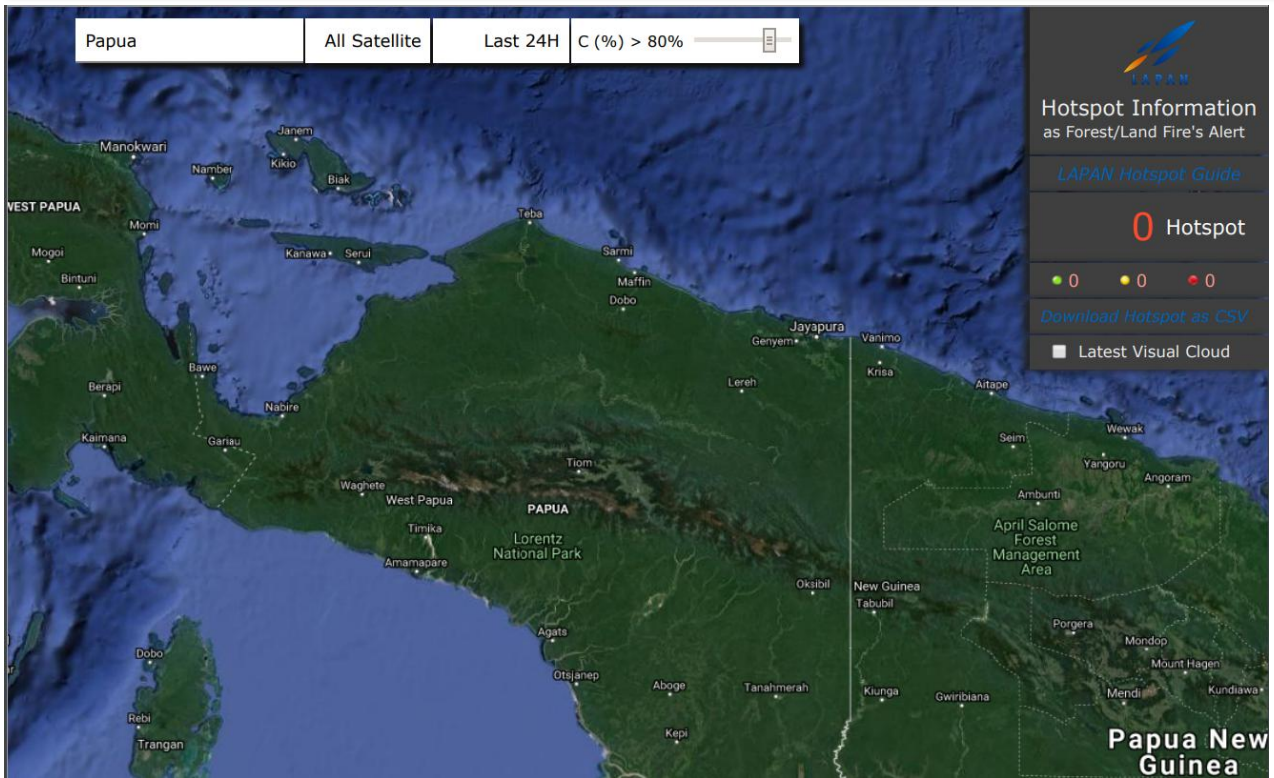 Papua
All Satellite
Last 24H
C (%) > 80%
LAPAN
Hotspot Information
as Forest/Land Fire's Alert
LAPAN Hotspot Guide
0 Hotspot
0 0 0
Download Hotspot as CSV
Latest Visual Cloud
Manokwari
Janem
Kikio
Namber
Biak
WEST PAPUA
Momi
Teba
Mogoi
Kanawa
Serui
Sarmi
Bintuni
Maffin
Dobo
Jayapura
Genyem
Vanimo
Bawe
Krisa
Berapi
Lereh
Aitape
Nabire
Kaimana
Gariau
Seim
Wewak
Tiom
Yangoru
Waghete
Angoram
West Papua
PAPUA
Ambunti
Timika
Lorentz
National Park
April Salome
Forest
Management
Area
Amamapare
Oksibil
New Guinea
Tabubil
Agats
Porgera
Mondop
Dobo
Mount Hagen
Otsjanep
Aboge
Tanahmerah
Kiunga
Gwiribiana
Mendi
Kundiawa
Rebi
Kepi
Trangan
Papua New
Guinea